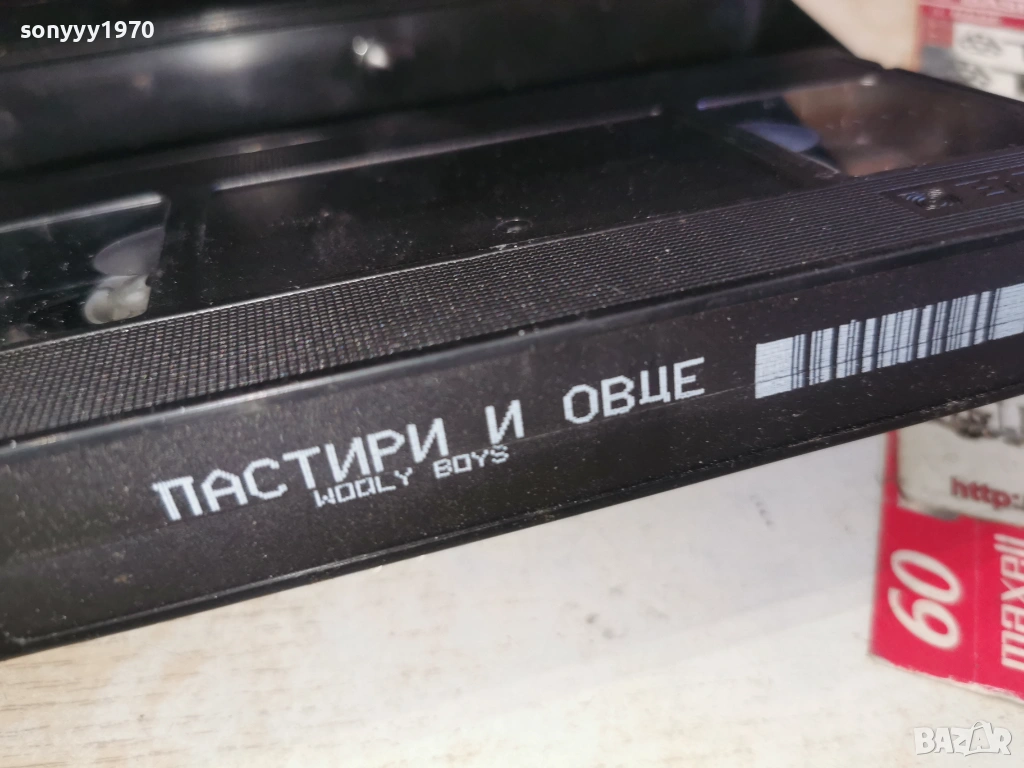 sonyyy1970
ПАСТИРИ И ОВЦЕ
WOOLY BOYS
http:
60
maxell
BAZAR